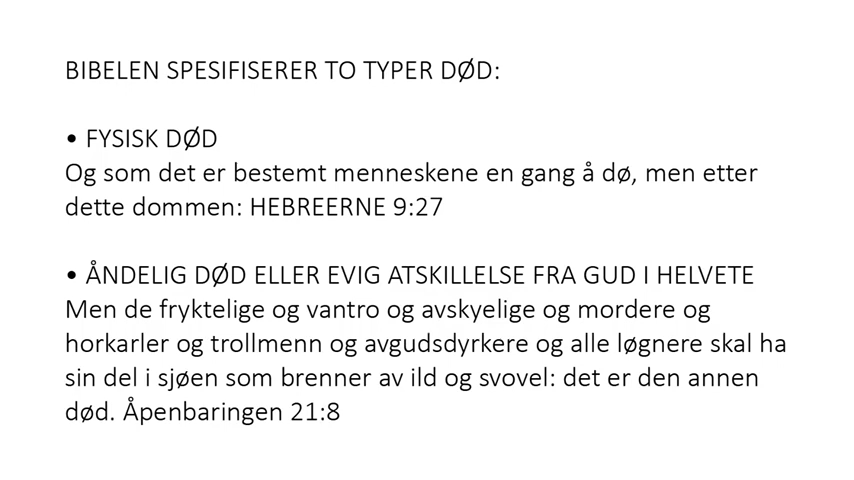 BIBELEN SPESIFISERER TO TYPER DØD:
• FYSISK DØD
Og som det er bestemt menneskene en gang å dø, men etter
dette dommen: HEBREERNE 9:27
• ÅNDELIG DØD ELLER EVIG ATSKILLELSE FRA GUD I HELVETE
Men de fryktelige og vantro og avskyelige og mordere og
horkarler og trollmenn og avgudsdyrkere og alle løgnere skal ha
sin del i sjøen som brenner av ild og svovel: det er den annen
død. Åpenbaringen 21:8